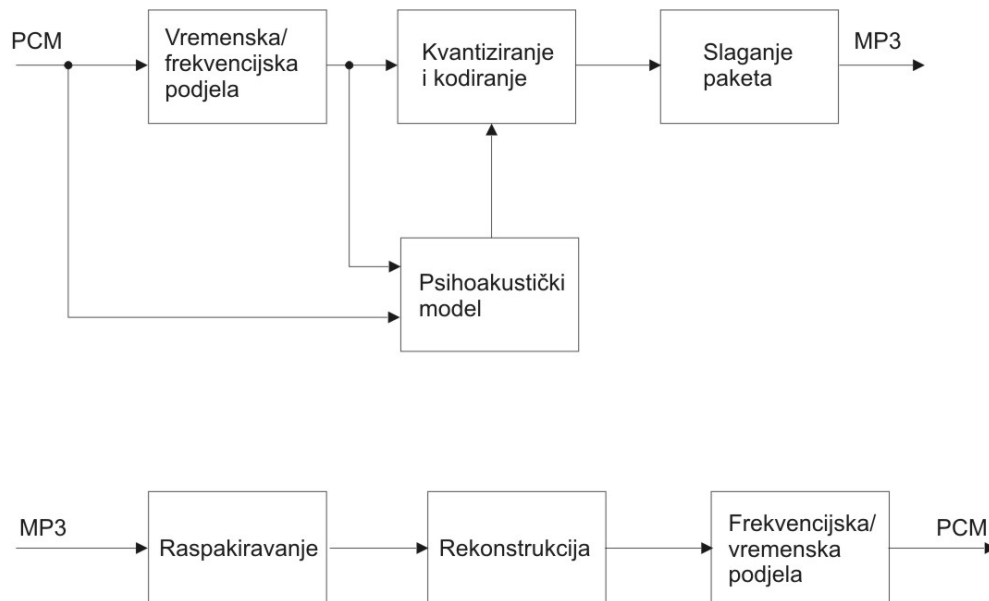 PCM
Vremenska/
frekvencijska
podjela
Kvantiziranje
i kodiranje
Slaganje
paketa
MP3
Psihoakustički
model
MP3
Raspakiravanje
Rekonstrukcija
Frekvencijska/
vremenska
podjela
PCM